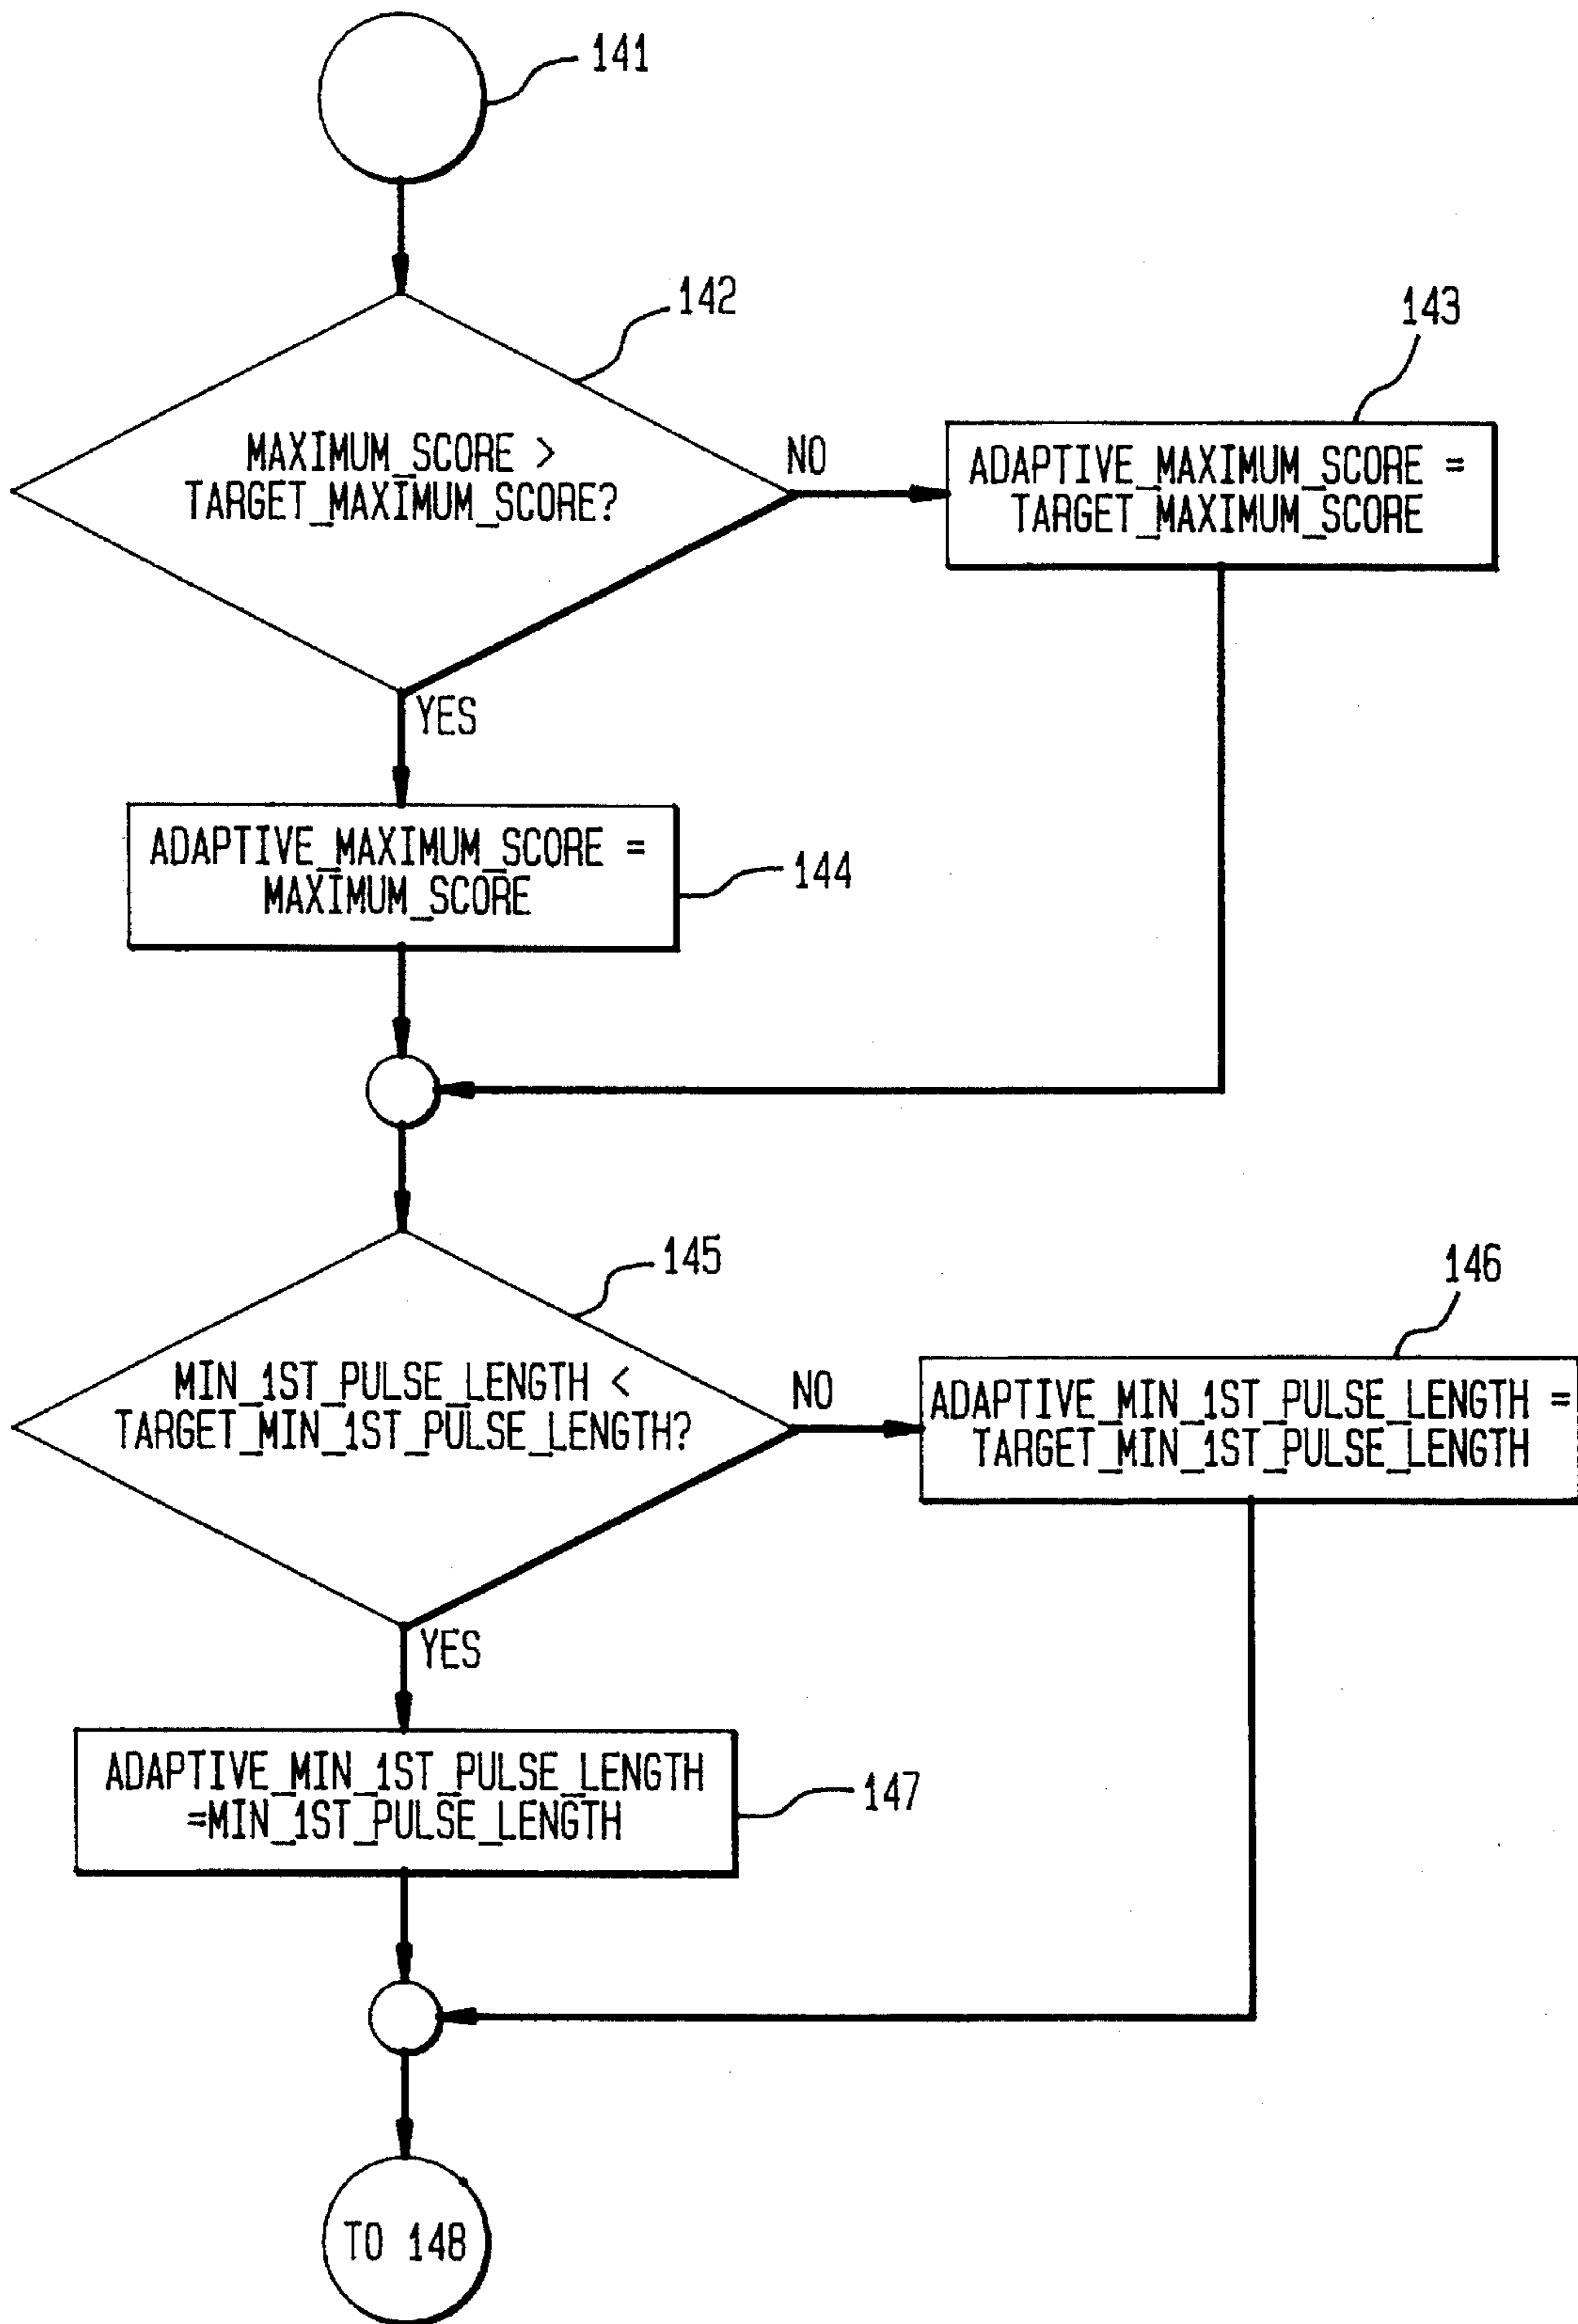 141
142
MAXIMUM_SCORE >
TARGET_MAXIMUM_SCORE?
NO
143
ADAPTIVE_MAXIMUM_SCORE =
TARGET_MAXIMUM_SCORE
YES
ADAPTIVE_MAXIMUM_SCORE =
MAXIMUM_SCORE
144
145
MIN_1ST_PULSE_LENGTH <
TARGET_MIN_1ST_PULSE_LENGTH?
NO
146
ADAPTIVE_MIN_1ST_PULSE_LENGTH =
TARGET_MIN_1ST_PULSE_LENGTH
YES
ADAPTIVE_MIN_1ST_PULSE_LENGTH
=MIN_1ST_PULSE_LENGTH
147
TO 148